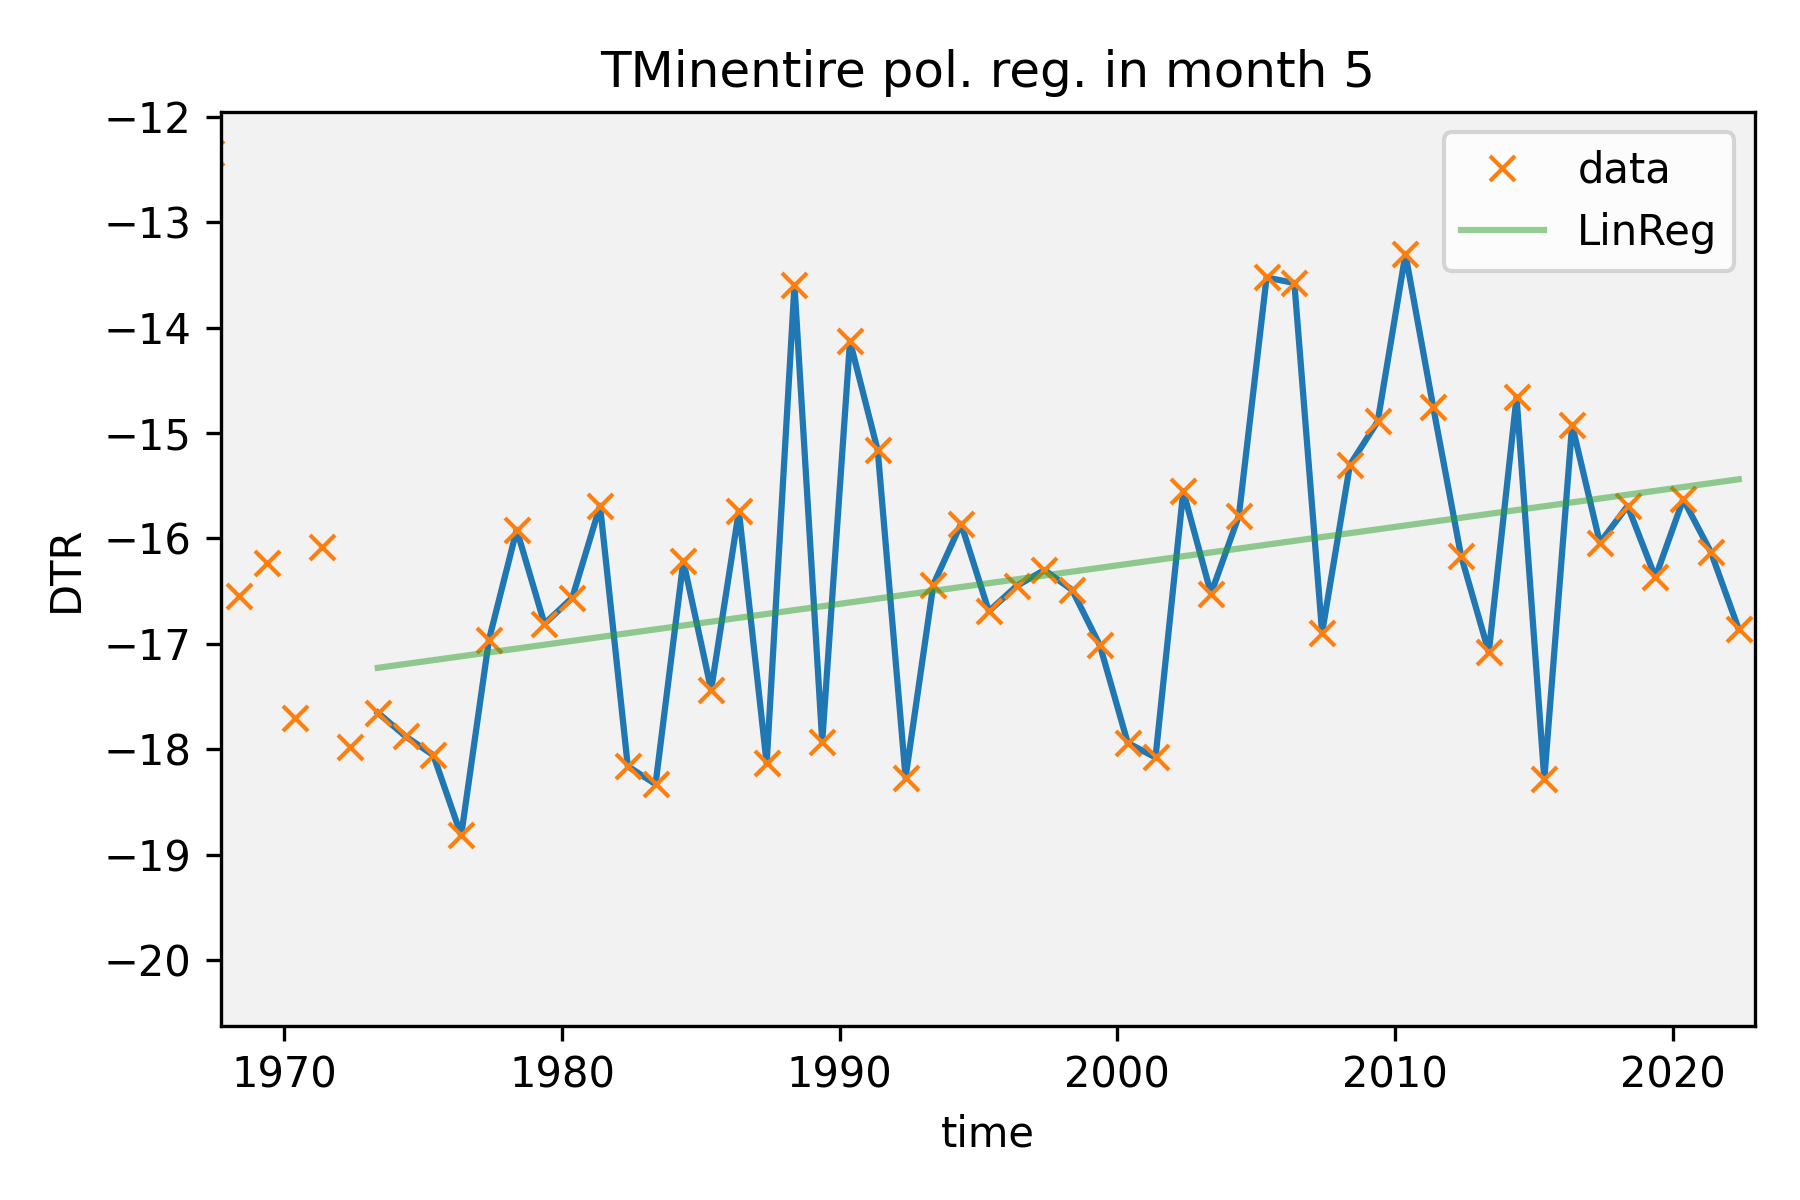 TMinentire pol. reg. in month 5
−12
−13
−14
−15
−16
−17
−18
−19
−20
DTR
data
LinReg
1970 1980 1990 2000 2010 2020
time